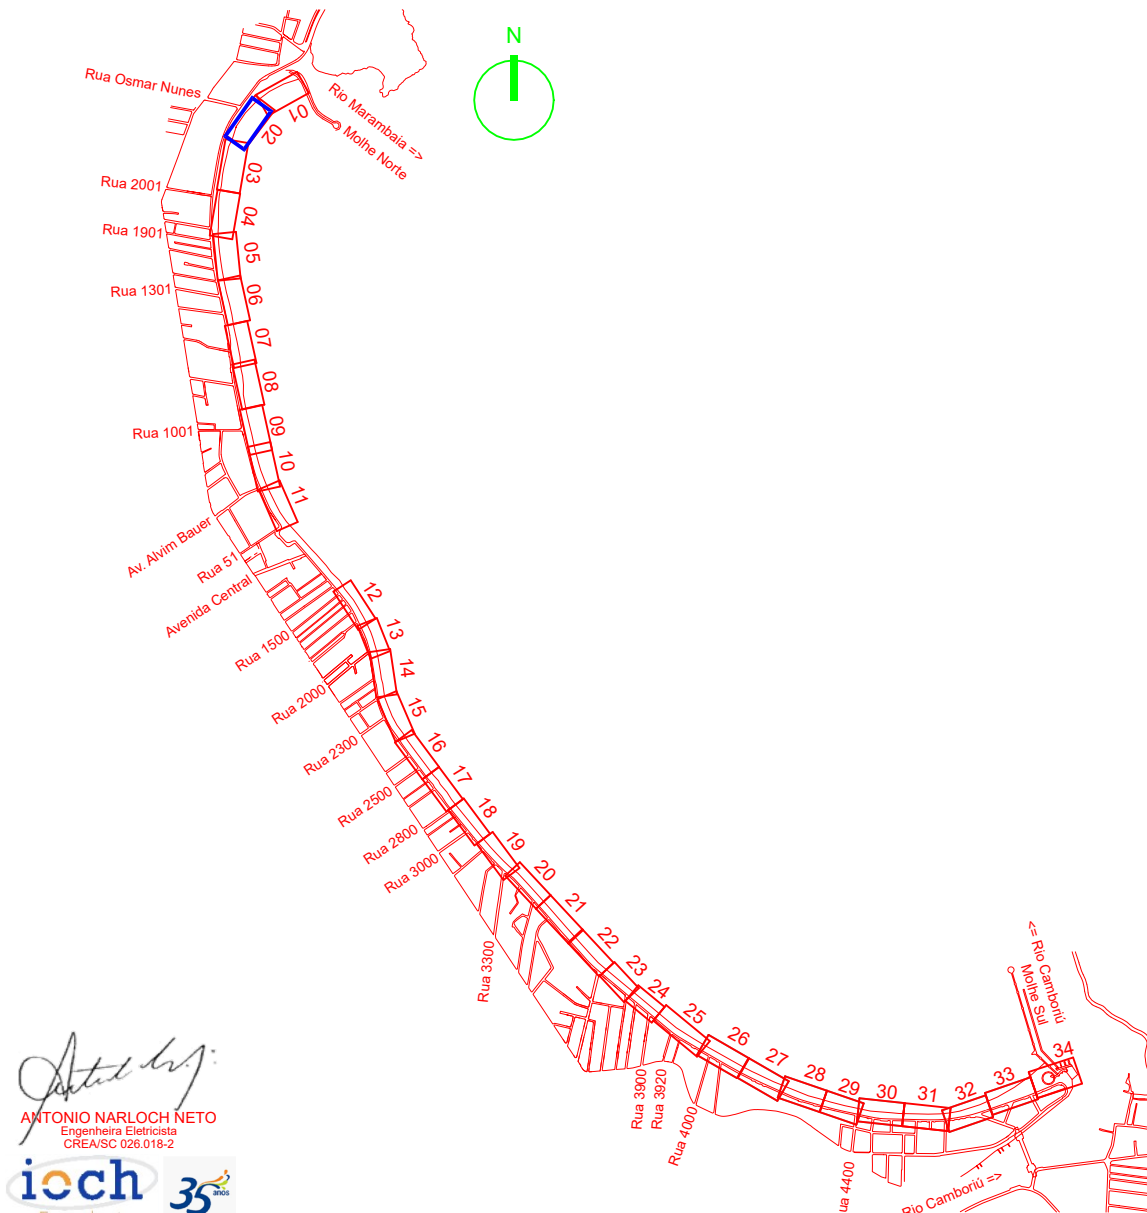 N
Rua Osmar Nunes
Rio Marambaia =>
Molhe Norte
01
02
03
Rua 2001
04
Rua 1901
05
Rua 1301
06
07
08
Rua 1001
09
10
11
Av. Alvim Bauer
Rua 51
Avenida Central
12
Rua 1500
13
14
Rua 2000
15
Rua 2300
16
17
Rua 2500
18
Rua 2800
19
Rua 3000
20
21
Rua 3300
22
23
24
25
<= Rio Camboriú
Molhe Sul
26
27
28
29
30
31
32
33
34
Rua 3900
Rua 3920
Rua 4000
ua 4400
Rio Camboriú =>
ANTONIO NARLOCH NETO
Engenheira Eletricista
CREA/SC 026.018-2
ioch
35 anos